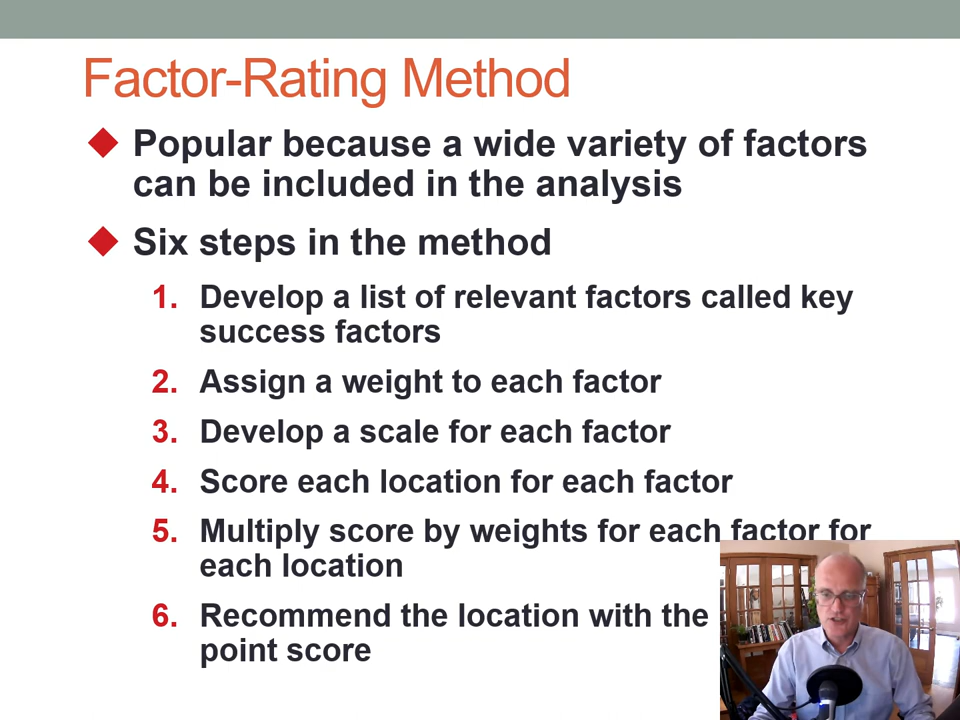 Factor-Rating Method
Popular because a wide variety of factors
can be included in the analysis
Six steps in the method
1. Develop a list of relevant factors called key
success factors
2. Assign a weight to each factor
3. Develop a scale for each factor
4. Score each location for each factor
5. Multiply score by weights for each factor for
each location
6. Recommend the location with the
point score